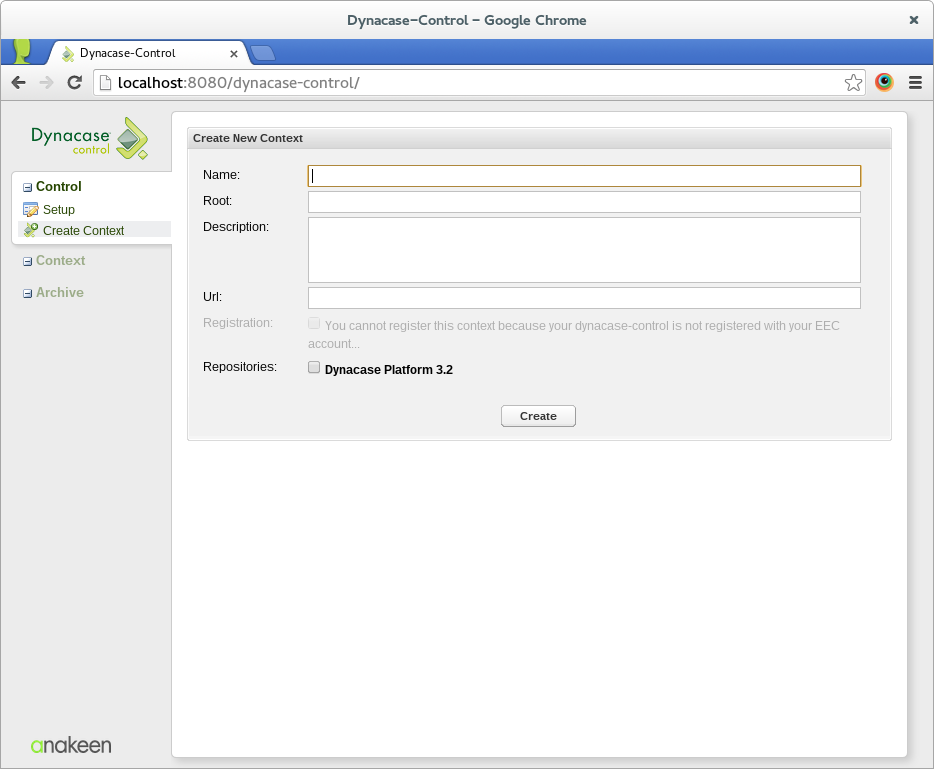 Dynacase-Control - Google Chrome
Dynacase-Control
localhost:8080/dynacase-control/
Dynacase
control
Control
Setup
Create Context
Context
Archive
Create New Context
Name:
Root:
Description:
Url:
Registration:
You cannot register this context because your dynacase-control is not registered with your EEC
account...
Repositories:
Dynacase Platform 3.2
Create
anakeen